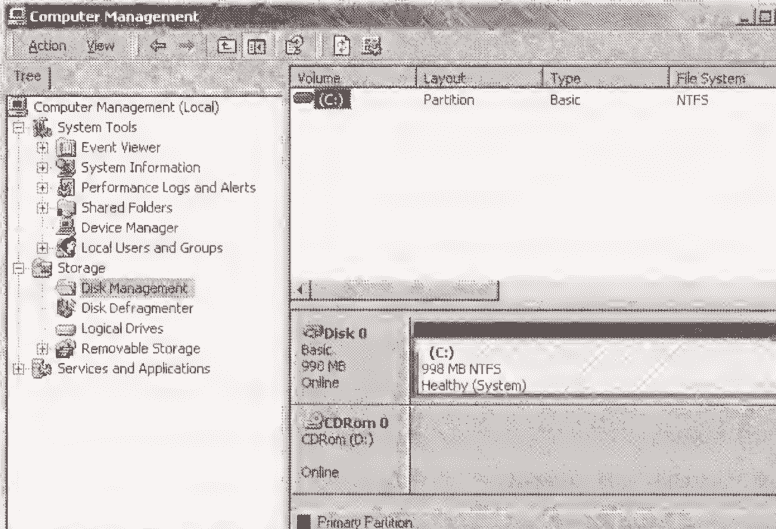 Computer Management
Action View
Tree
Computer Management (Local)
System Tools
Event Viewer
System Information
Performance Logs and Alerts
Shared Folders
Device Manager
Local Users and Groups
Storage
Disk Management
Disk Defragmenter
Logical Drives
Removable Storage
Services and Applications
Volume Layout Type File System
(C:) Partition Basic NTFS
Disk 0
Basic
998 MB
Online
(C:)
998 MB NTFS
Healthy (System)
CDRom 0
CDRom (D:)
Online
Primary Partition